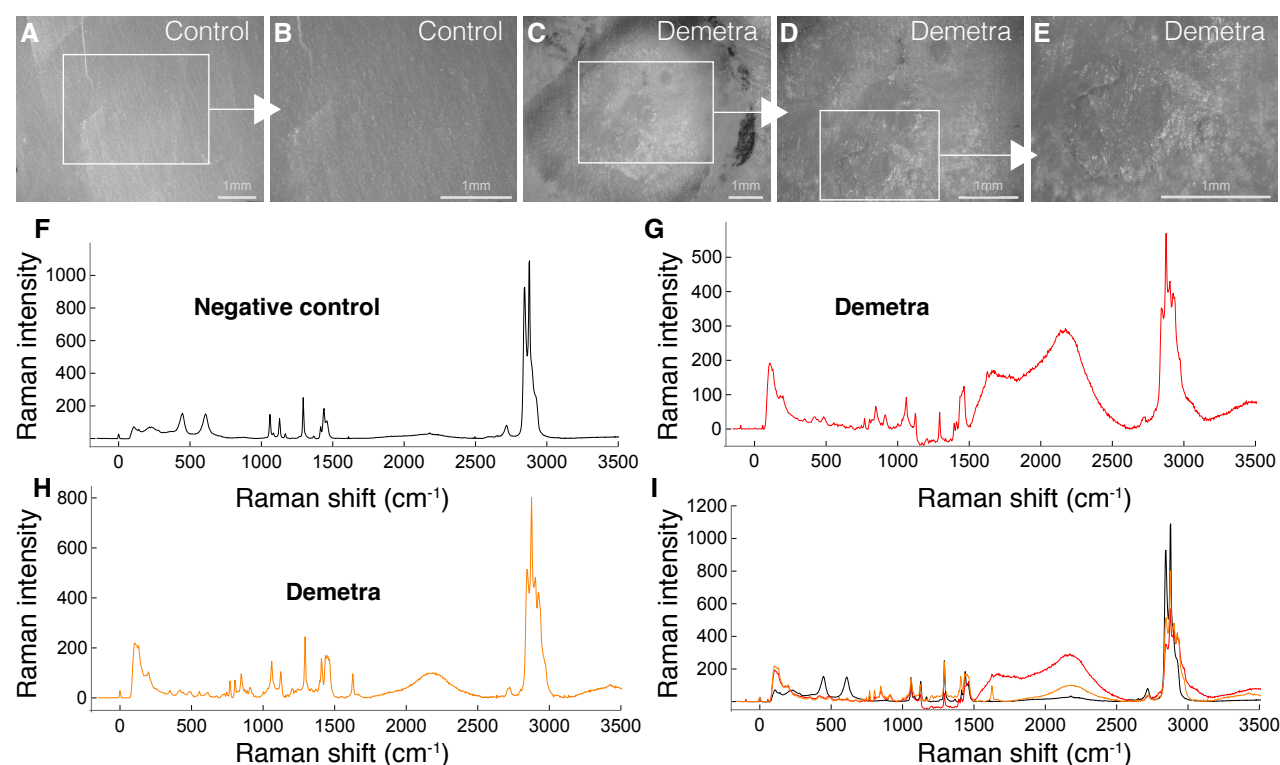 A Control
B Control
C Demetra
D Demetra
E Demetra
1mm
1mm
1mm
1mm
1mm
F
Raman intensity
1000
800
600
400
200
Negative control
0 500 1000 1500 2000 2500 3000 3500
Raman shift (cm-1)
G
Raman intensity
500
400
300
200
100
0
Demetra
0 500 1000 1500 2000 2500 3000 3500
Raman shift (cm-1)
H
Raman intensity
800
600
400
200
0
Demetra
0 500 1000 1500 2000 2500 3000 3500
Raman shift (cm-1)
I
Raman intensity
1200
1000
800
600
400
200
0 500 1000 1500 2000 2500 3000 3500
Raman shift (cm-1)